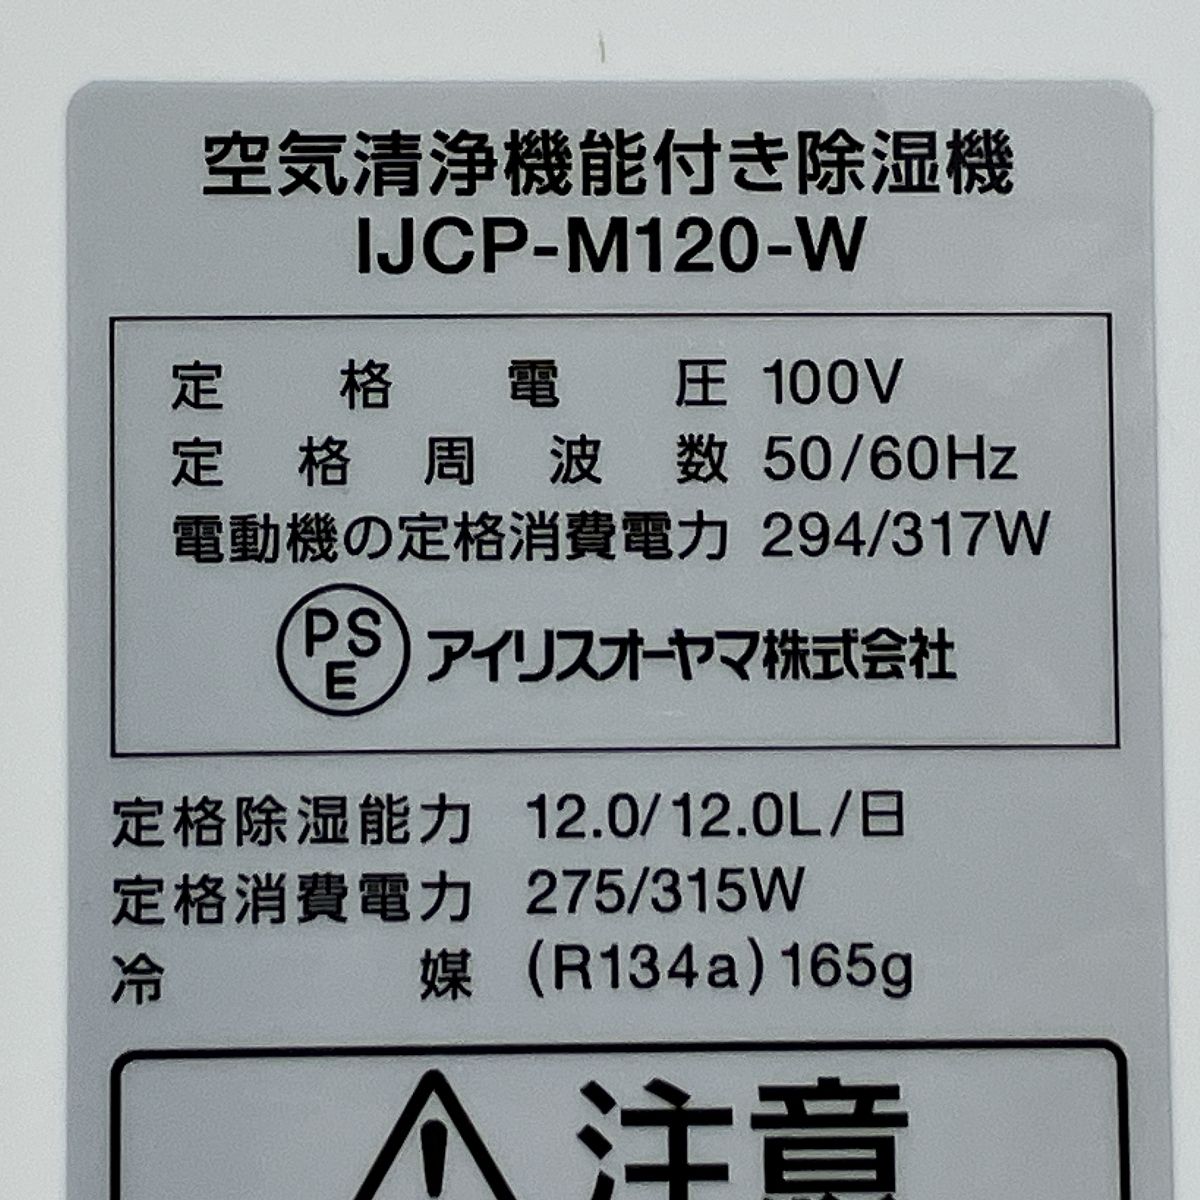 空気清浄機能付き除湿機
IJCP-M120-W
定格電圧 100V
定格周波数 50/60Hz
電動機の定格消費電力 294/317W
PSE アイリスオーヤマ株式会社
定格除湿能力 12.0/12.0L/日
定格消費電力 275/315W
冷媒 (R134a)165g
注意